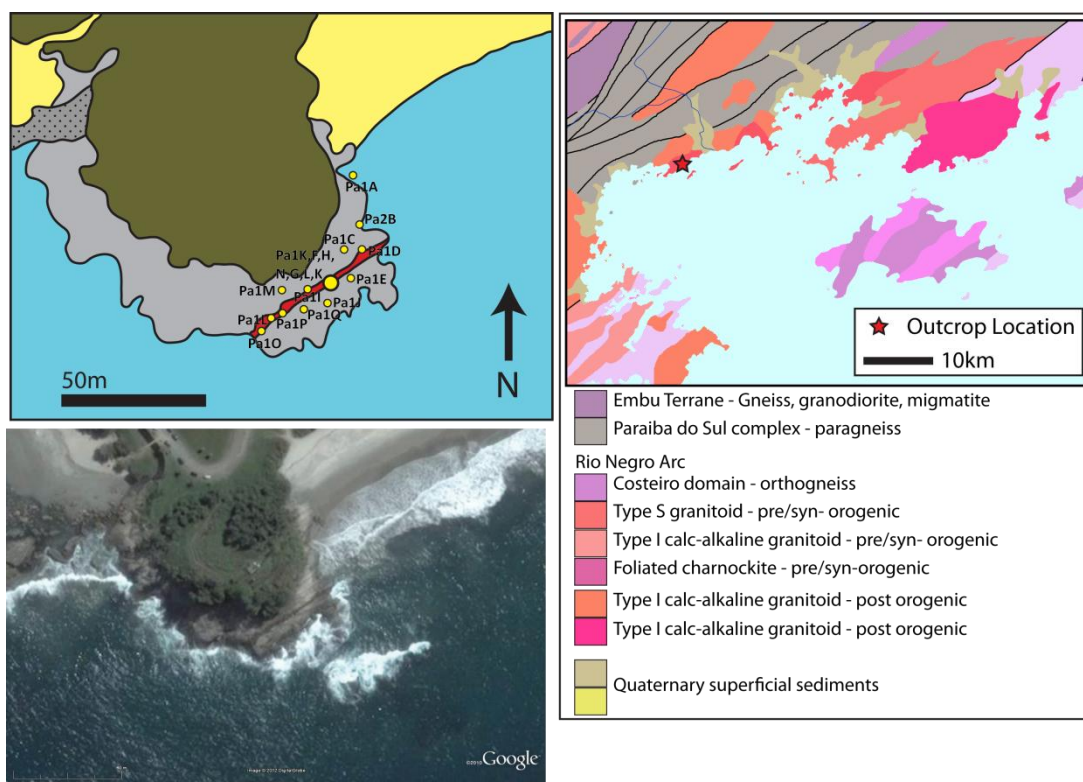 Pa1A
Pa2B
Pa1C
Pa1K,F,H,
Pa1D
N,G,L,K
Pa1E
Pa1M
Pa1I
Pa1J
Pa1L
Pa1Q
Pa1P
Pa1O
50m
N
Outcrop Location
10km
Embu Terrane - Gneiss, granodiorite, migmatite
Paraiba do Sul complex - paragneiss
Rio Negro Arc
Costeiro domain - orthogneiss
Type S granitoid - pre/syn- orogenic
Type I calc-alkaline granitoid - pre/syn- orogenic
Foliated charnockite - pre/syn-orogenic
Type I calc-alkaline granitoid - post orogenic
Type I calc-alkaline granitoid - post orogenic
Quaternary superficial sediments
Google